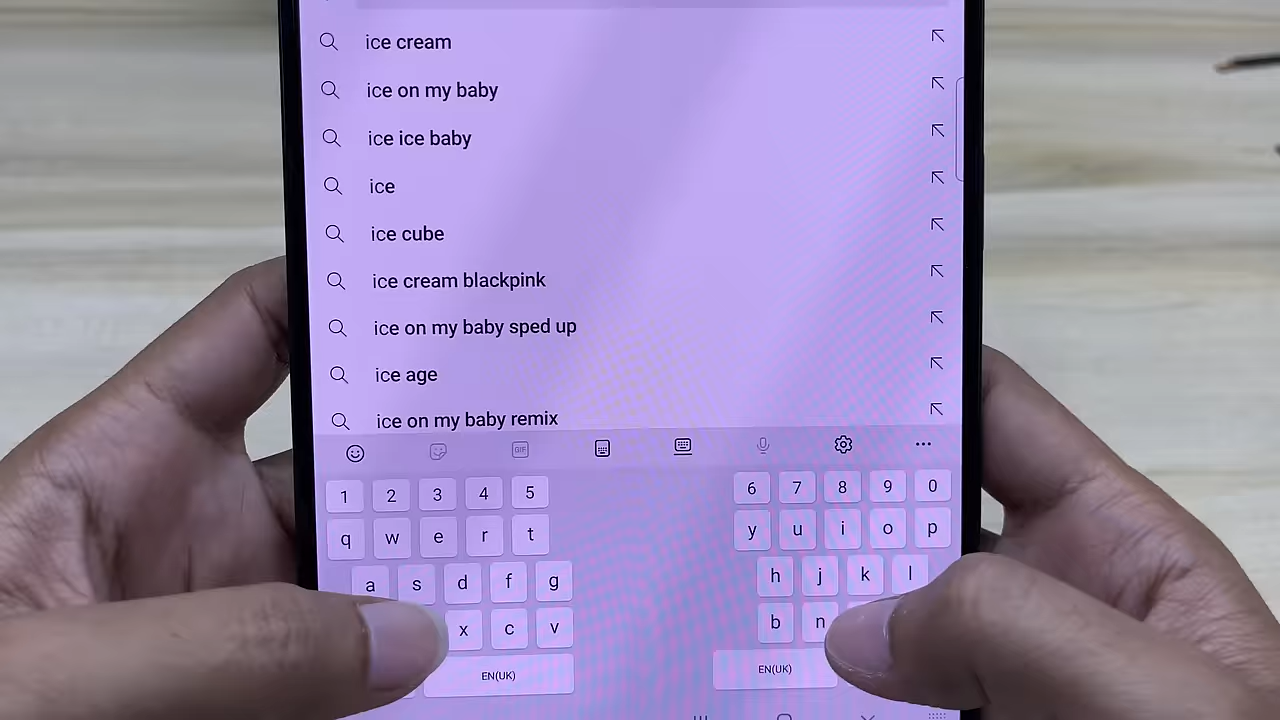 ice cream
ice on my baby
ice ice baby
ice
ice cube
ice cream blackpink
ice on my baby sped up
ice age
ice on my baby remix
GIF
1 2 3 4 5 6 7 8 9 0
q w e r t y u i o p
a s d f g h j k l
x c v b n
EN(UK) EN(UK)